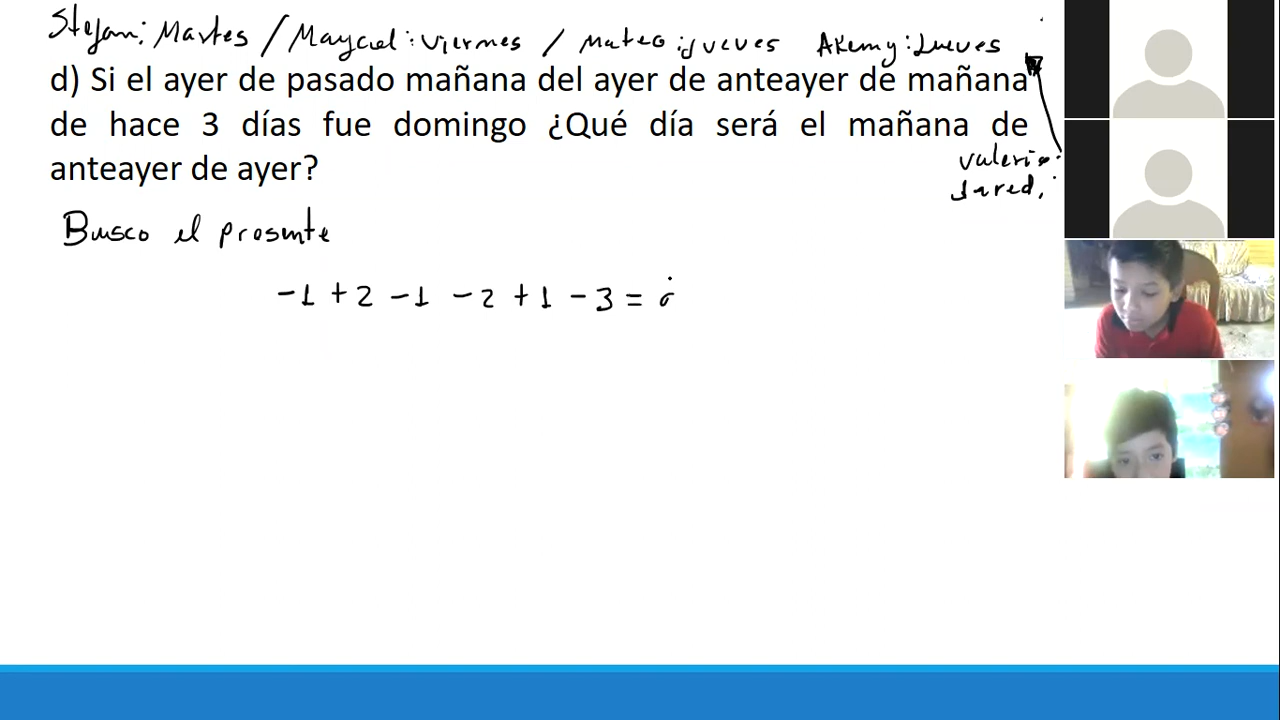 Stefan: Martes / Maycol: Viernes / Mateo: jueves Akemy: Jueves
d) Si el ayer de pasado mañana del ayer de anteayer de mañana
de hace 3 días fue domingo ¿Qué día será el mañana de
anteayer de ayer?
Valeria:
Jared:
Busco el presente
-1 +2 -1 -2 +1 -3 =